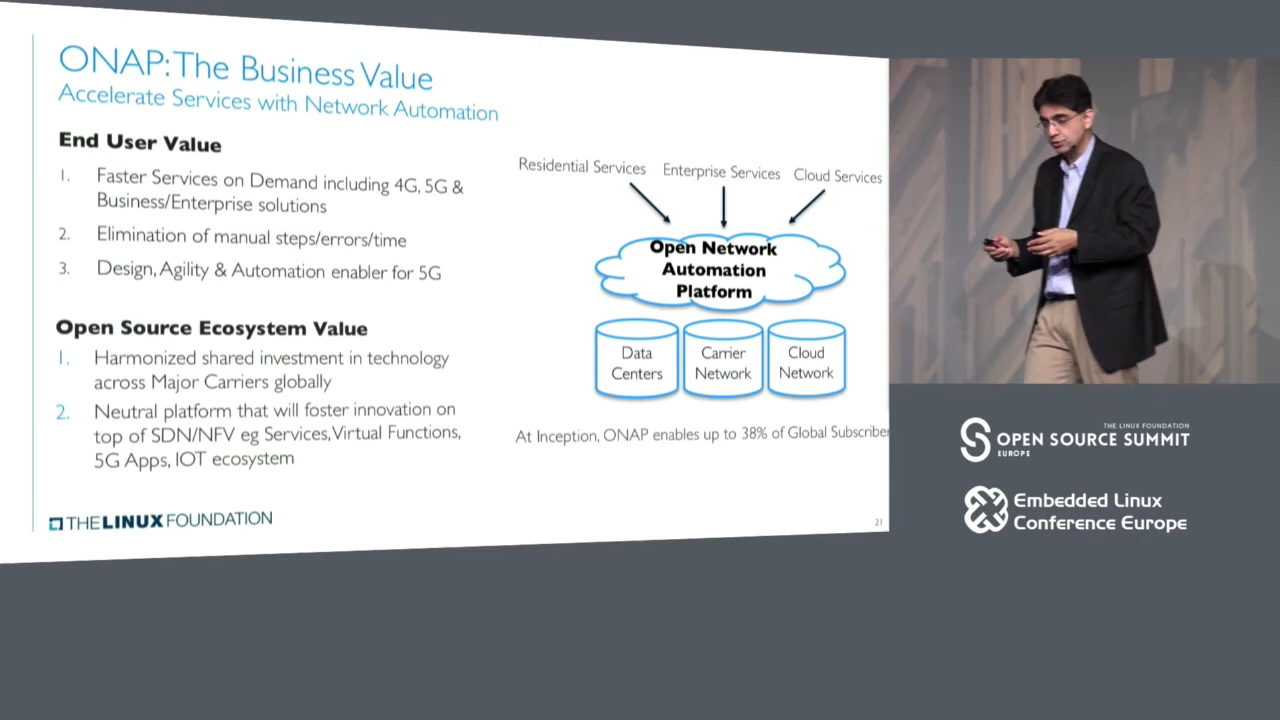 ONAP: The Business Value
Accelerate Services with Network Automation
End User Value
1. Faster Services on Demand including 4G, 5G &
Business/Enterprise solutions
2. Elimination of manual steps/errors/time
3. Design, Agility & Automation enabler for 5G
Open Source Ecosystem Value
1. Harmonized shared investment in technology
across Major Carriers globally
2. Neutral platform that will foster innovation on
top of SDN/NFV eg Services, Virtual Functions,
5G Apps, IOT ecosystem
Residential Services
Enterprise Services
Cloud Services
Open Network
Automation
Platform
Data
Centers
Carrier
Network
Cloud
Network
At Inception, ONAP enables up to 38% of Global Subscriber
THE LINUX FOUNDATION
21
THE LINUX FOUNDATION
OPEN SOURCE SUMMIT
EUROPE
Embedded Linux
Conference Europe